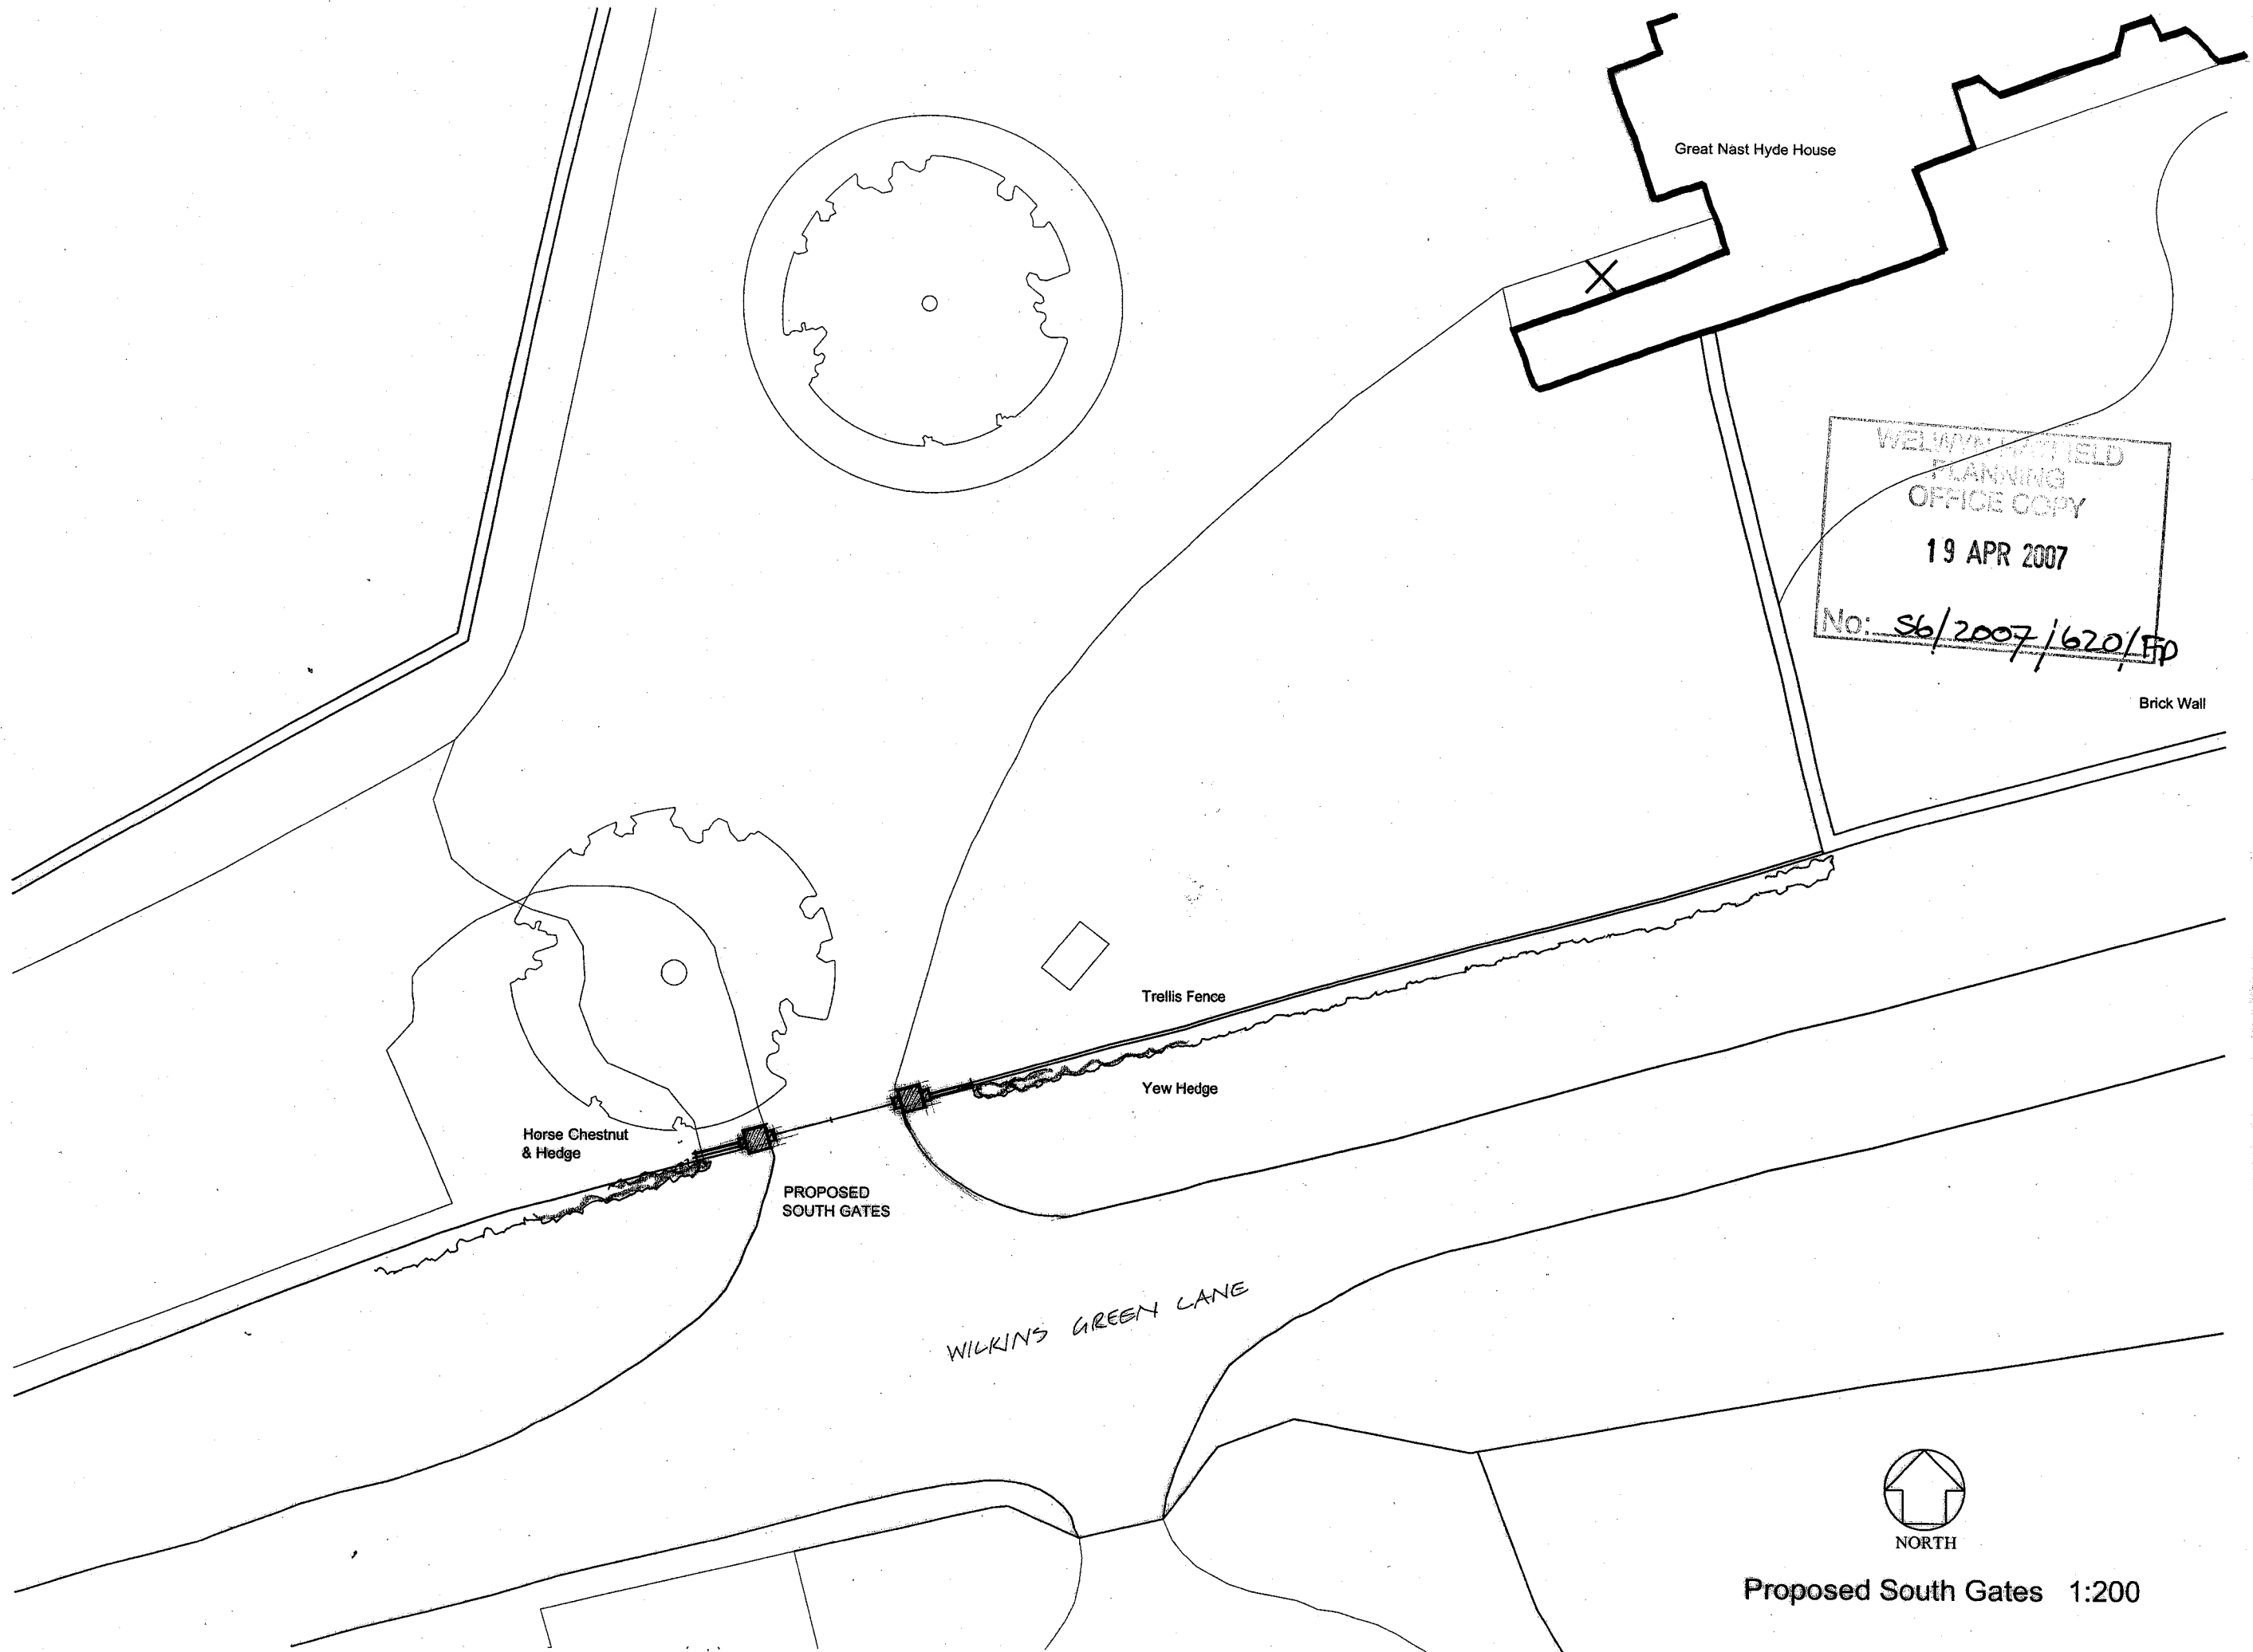 Great Nast Hyde House
WELWYN HATFIELD
PLANNING
OFFICE COPY
19 APR 2007
No: S6/2007/620/FP
Brick Wall
Trellis Fence
Yew Hedge
Horse Chestnut
& Hedge
PROPOSED
SOUTH GATES
WILKINS GREEN LANE
NORTH
Proposed South Gates 1:200